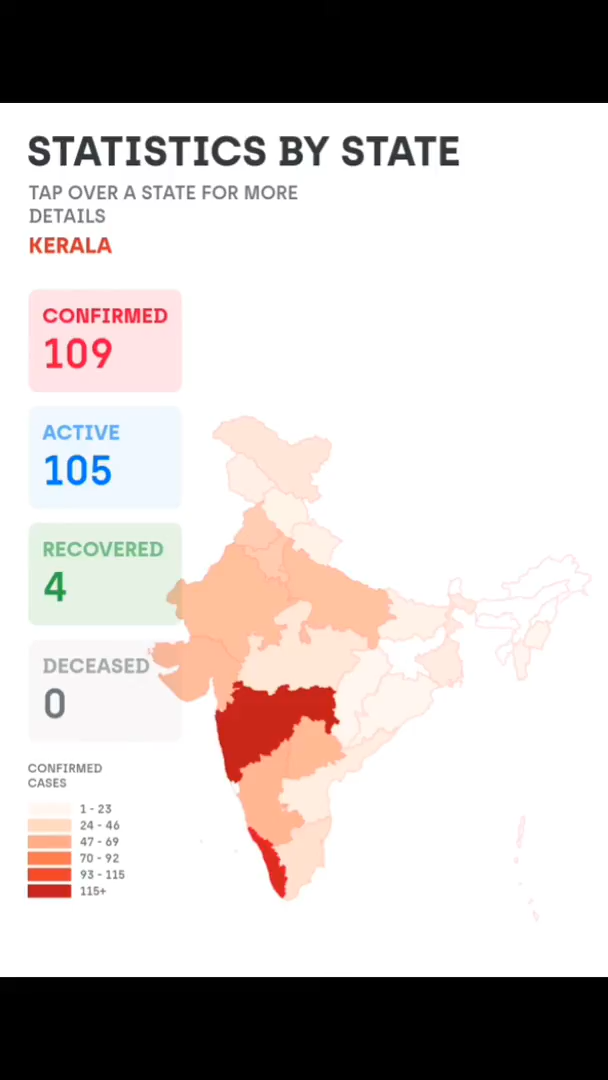 STATISTICS BY STATE
TAP OVER A STATE FOR MORE
DETAILS
KERALA
CONFIRMED
109
ACTIVE
105
RECOVERED
4
DECEASED
0
CONFIRMED
CASES
1 - 23
24 - 46
47 - 69
70 - 92
93 - 115
115+